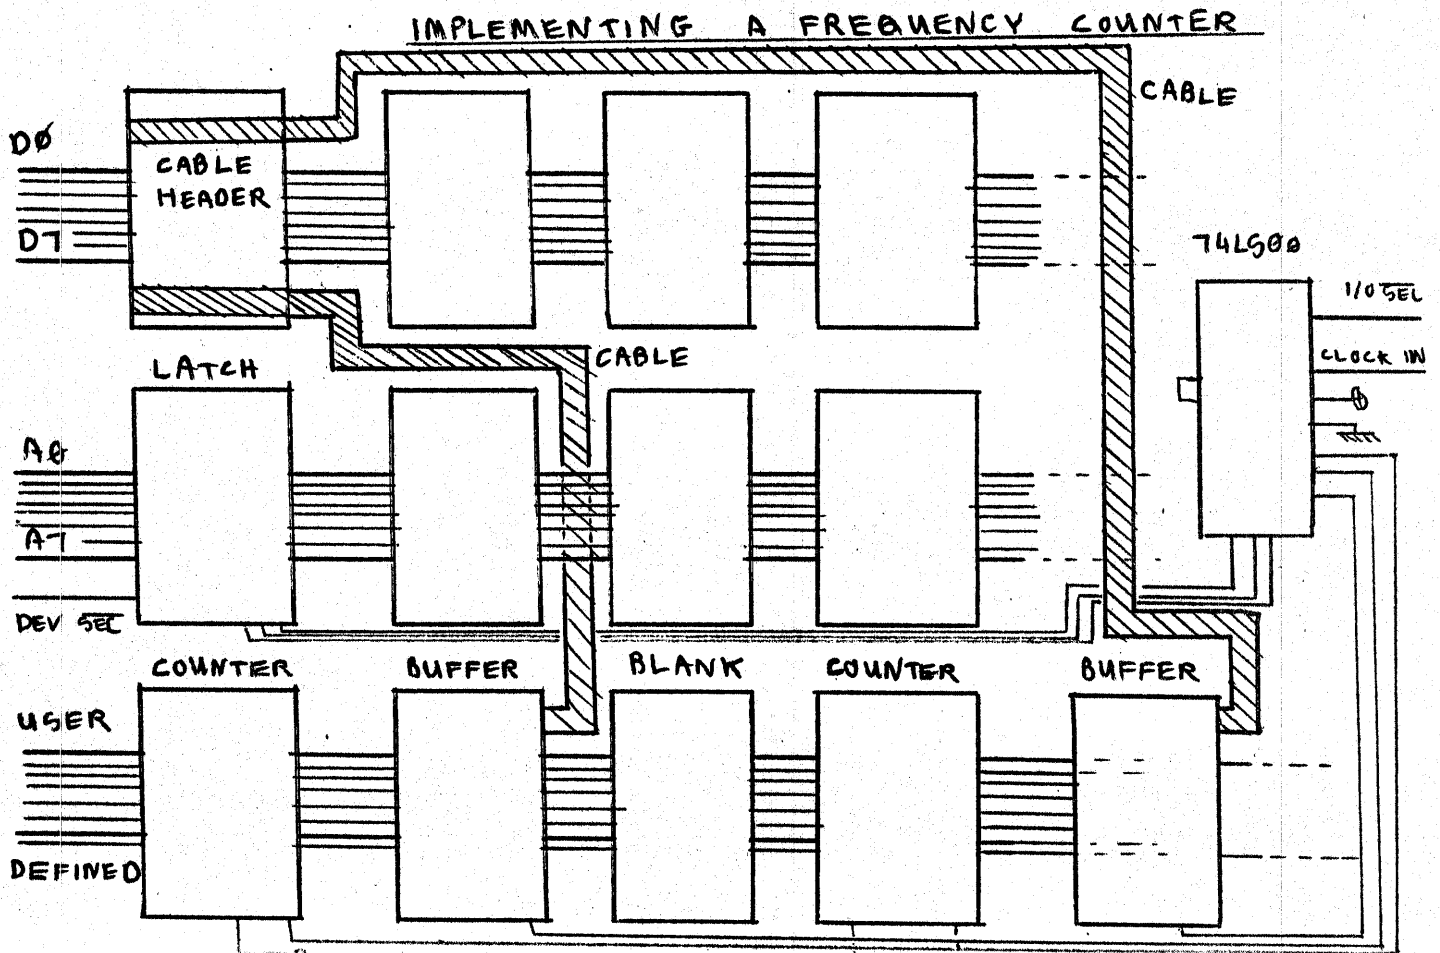 IMPLEMENTING A FREQUENCY COUNTER
CABLE
DØ
CABLE
HEADER
D7
74LS00
I/O SEL
CLOCK IN
CABLE
LATCH
A0
A7
DEV SEL
COUNTER
BUFFER
BLANK
COUNTER
BUFFER
USER
DEFINED